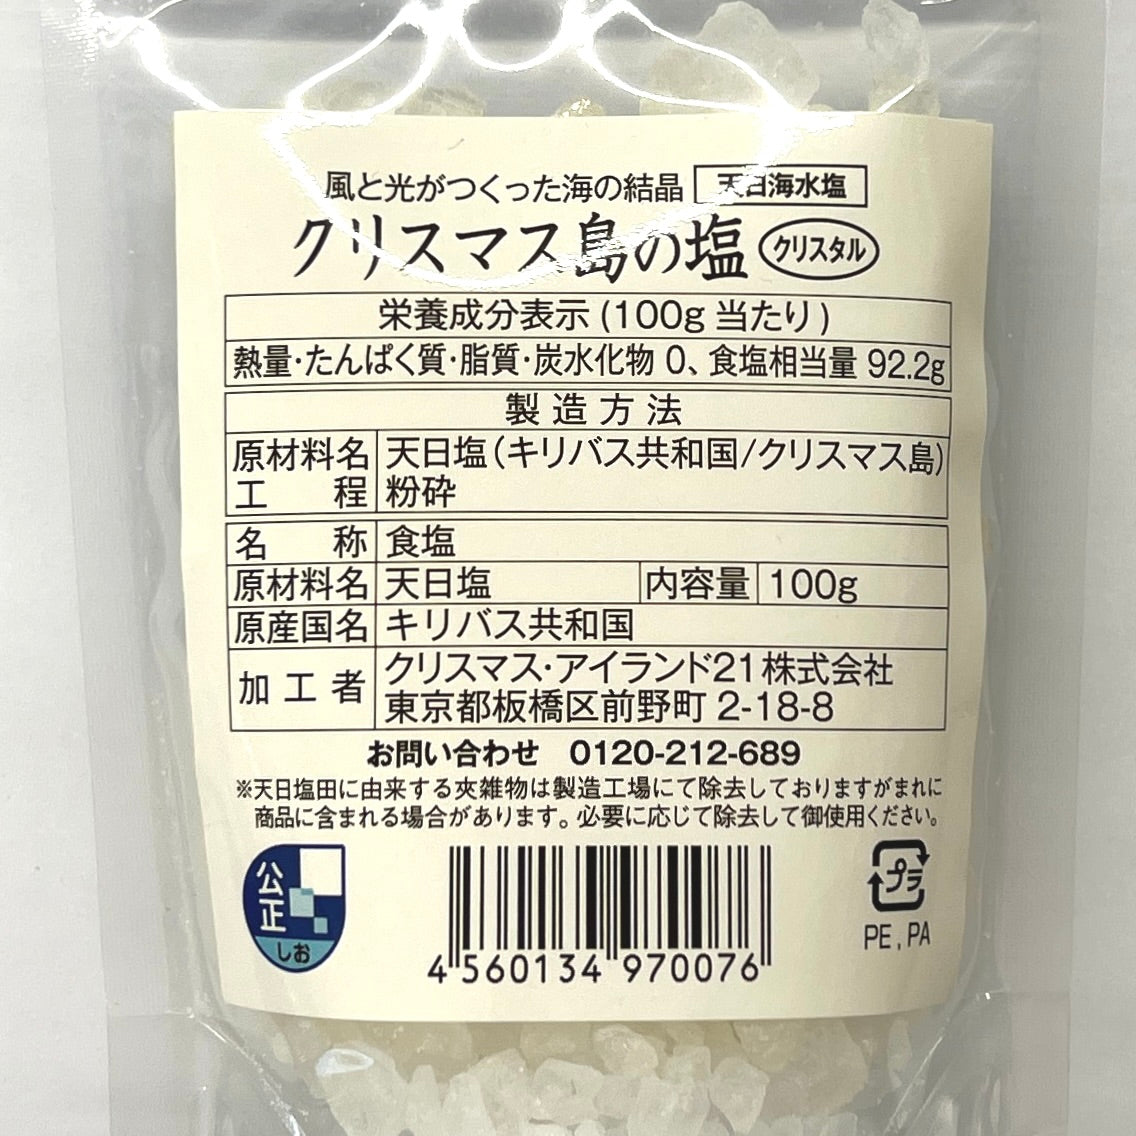 風と光がつくった海の結晶 天日海水塩
クリスマス島の塩 クリスタル
栄養成分表示(100g当たり)
熱量・たんぱく質・脂質・炭水化物 0、食塩相当量 92.2g
製造方法
原材料名 天日塩(キリバス共和国/クリスマス島)
工程 粉砕
名称 食塩
原材料名 天日塩 内容量 100g
原産国名 キリバス共和国
加工者 クリスマス・アイランド21株式会社
東京都板橋区前野町 2-18-8
お問い合わせ 0120-212-689
※天日塩田に由来する夾雑物は製造工場にて除去しておりますがまれに
商品に含まれる場合があります。必要に応じて除去して御使用ください。
公正
しお
4 560134 970076
プラ
PE , PA